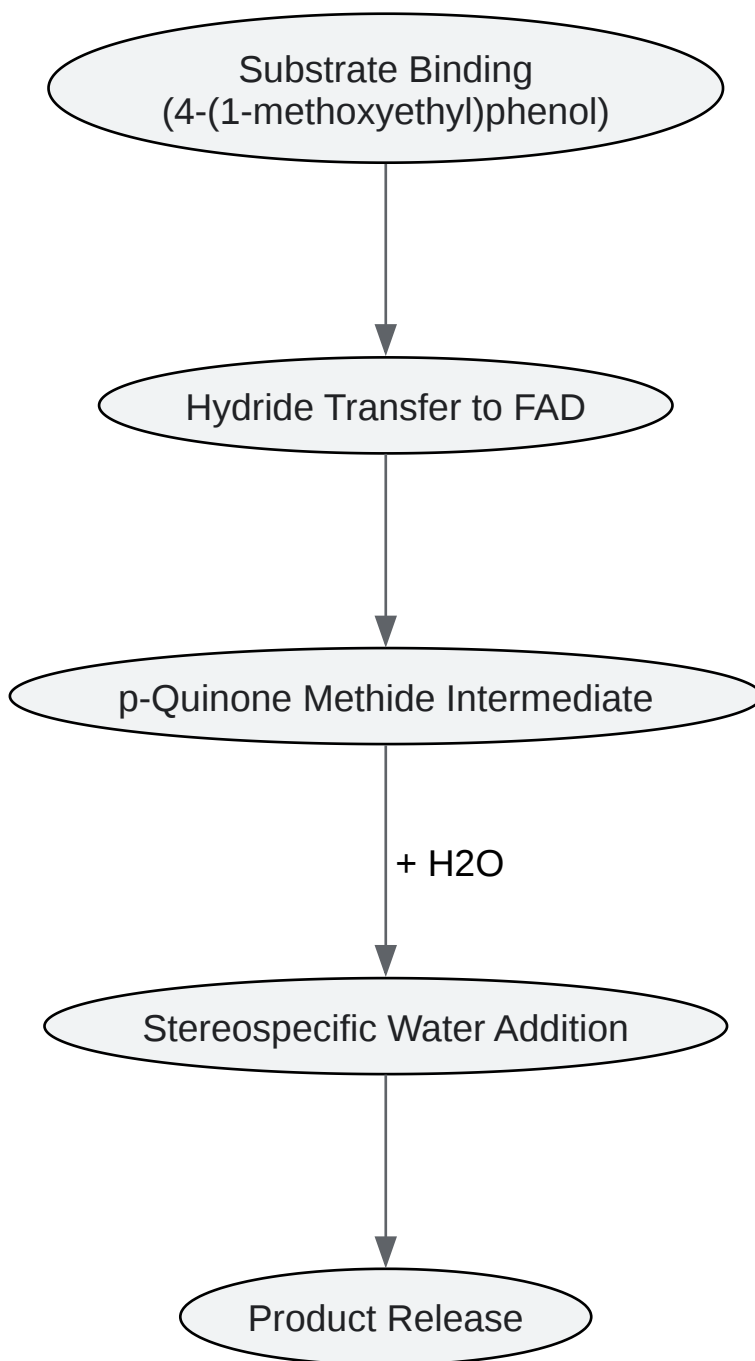 Substrate Binding
(4-(1-methoxyethyl)phenol)
Hydride Transfer to FAD
p-Quinone Methide Intermediate
+ H2O
Stereospecific Water Addition
Product Release